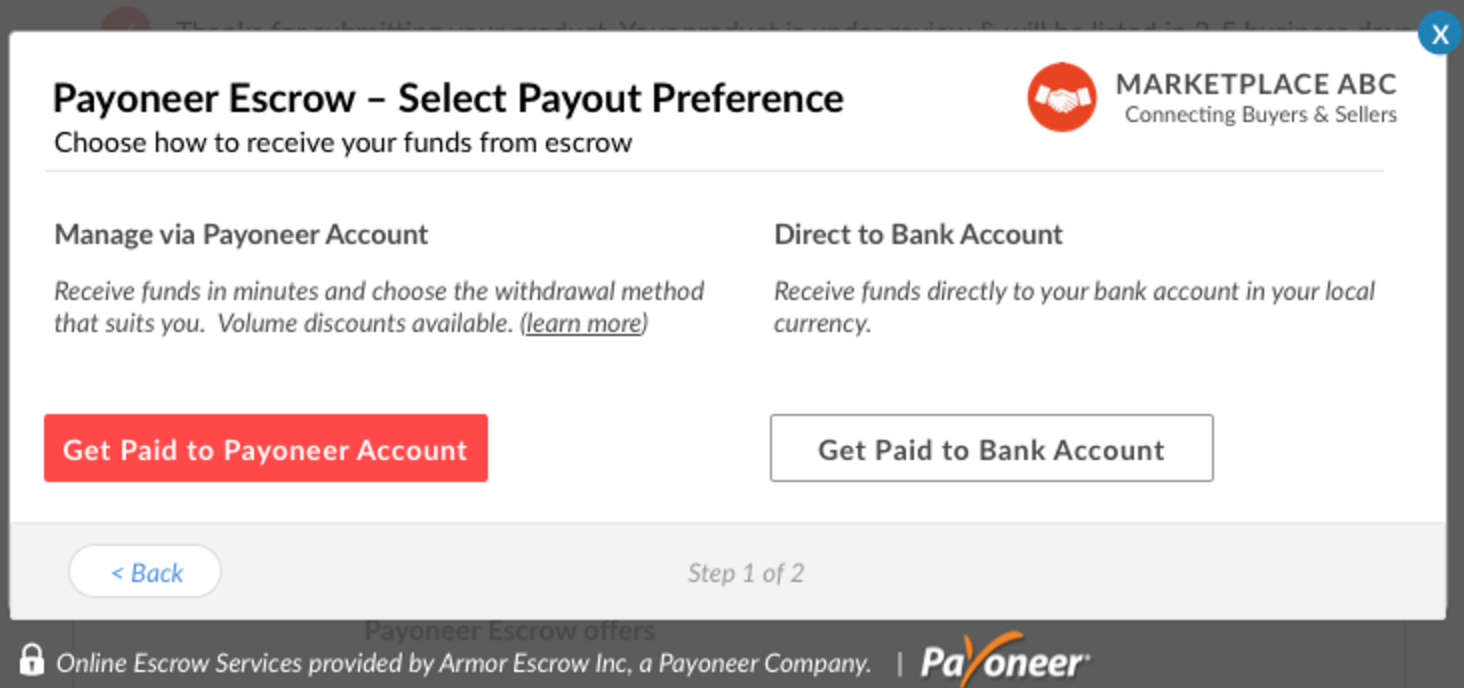 Thanks for submitting your product. Your product is under review & will be listed in 3-5 business days
X
Payoneer Escrow – Select Payout Preference
Choose how to receive your funds from escrow
MARKETPLACE ABC
Connecting Buyers & Sellers
Manage via Payoneer Account
Receive funds in minutes and choose the withdrawal method
that suits you.  Volume discounts available. (learn more)
Get Paid to Payoneer Account
Direct to Bank Account
Receive funds directly to your bank account in your local
currency.
Get Paid to Bank Account
< Back
Step 1 of 2
Payoneer Escrow offers
Online Escrow Services provided by Armor Escrow Inc, a Payoneer Company. | Payoneer